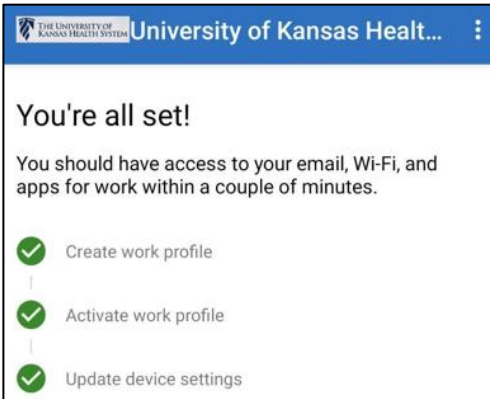 THE UNIVERSITY OF
KANSAS HEALTH SYSTEM
University of Kansas Healt...
You're all set!
You should have access to your email, Wi-Fi, and
apps for work within a couple of minutes.
Create work profile
Activate work profile
Update device settings